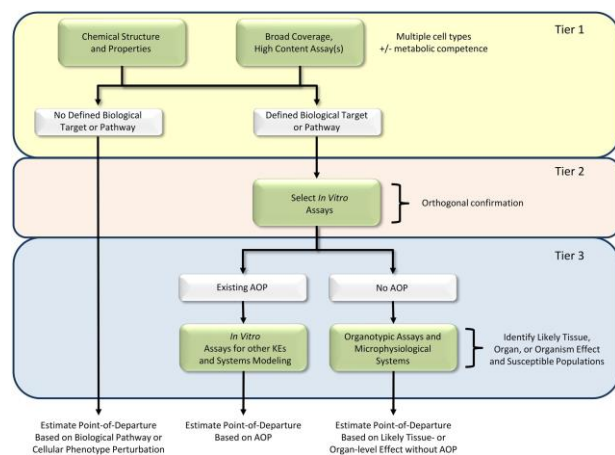 Tier 1
Chemical Structure
and Properties
Broad Coverage,
High Content Assay(s)
Multiple cell types
+/- metabolic competence
No Defined Biological
Target or Pathway
Defined Biological Target
or Pathway
Tier 2
Select In Vitro
Assays
Orthogonal confirmation
Tier 3
Existing AOP
No AOP
In Vitro
Assays for other KEs
and Systems Modeling
Organotypic Assays and
Microphysiological
Systems
Identify Likely Tissue,
Organ, or Organism Effect
and Susceptible Populations
Estimate Point-of-Departure
Based on Biological Pathway or
Cellular Phenotype Perturbation
Estimate Point-of-Departure
Based on AOP
Estimate Point-of-Departure
Based on Likely Tissue- or
Organ-level Effect without AOP